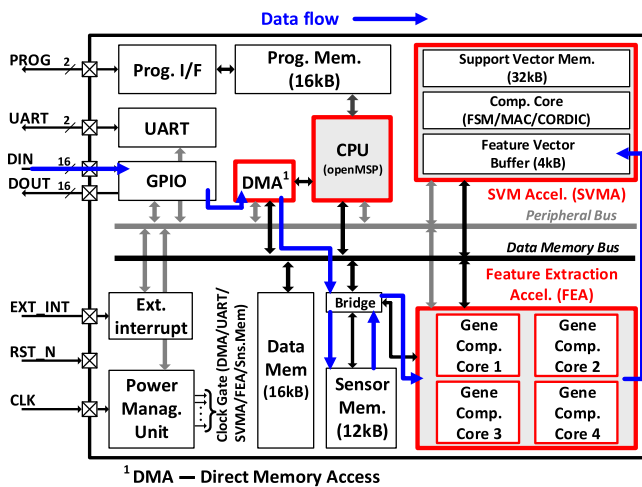 Data flow
PROG
2
Prog. I/F
Prog. Mem.
(16kB)
Support Vector Mem.
(32kB)
Comp. Core
(FSM/MAC/CORDIC)
Feature Vector
Buffer (4kB)
UART
2
UART
CPU
(openMSP)
DIN
16
DOUT
16
GPIO
DMA1
SVM Accel. (SVMA)
Peripheral Bus
Data Memory Bus
Feature Extraction
Accel. (FEA)
EXT_INT
Ext.
interrupt
Bridge
RST_N
CLK
Power
Manag.
Unit
Clock Gate (DMA/UART/
SVMA/FEA/Sns.Mem)
Data
Mem
(16kB)
Sensor
Mem.
(12kB)
Gene
Comp.
Core 1
Gene
Comp.
Core 2
Gene
Comp.
Core 3
Gene
Comp.
Core 4
1 DMA — Direct Memory Access